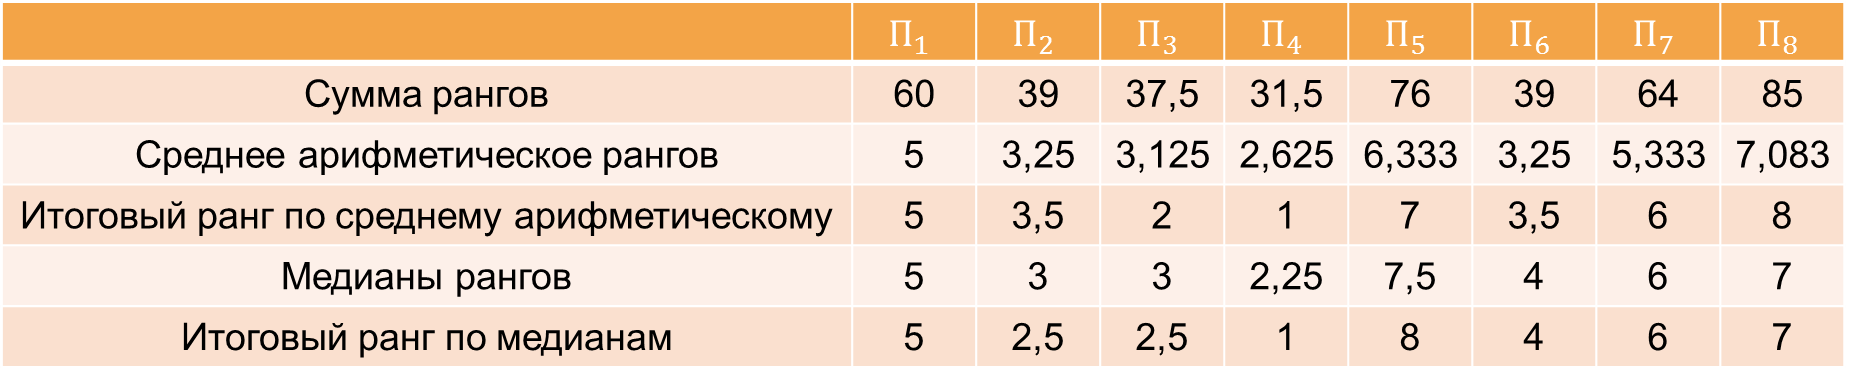 П₁ П₂ П₃ П₄ П₅ П₆ П₇ П₈
Сумма рангов 60 39 37,5 31,5 76 39 64 85
Среднее арифметическое рангов 5 3,25 3,125 2,625 6,333 3,25 5,333 7,083
Итоговый ранг по среднему арифметическому 5 3,5 2 1 7 3,5 6 8
Медианы рангов 5 3 3 2,25 7,5 4 6 7
Итоговый ранг по медианам 5 2,5 2,5 1 8 4 6 7